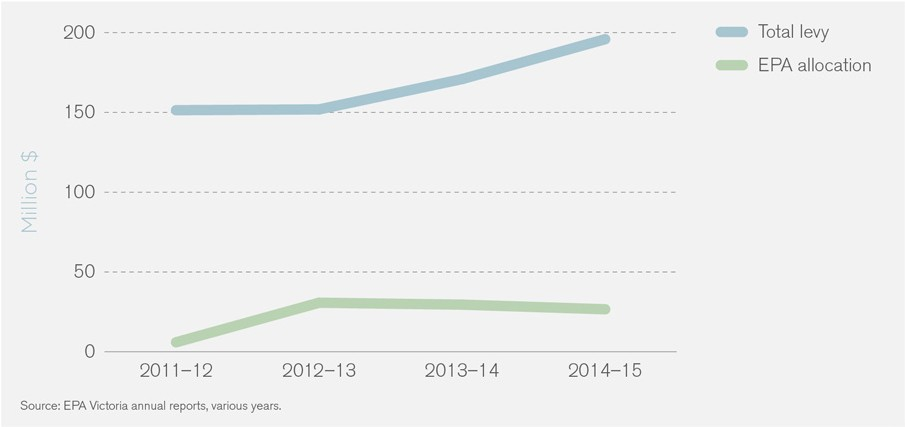 200
Total levy
EPA allocation
150
Million $
100
50
0
2011–12 2012–13 2013–14 2014–15
Source: EPA Victoria annual reports, various years.